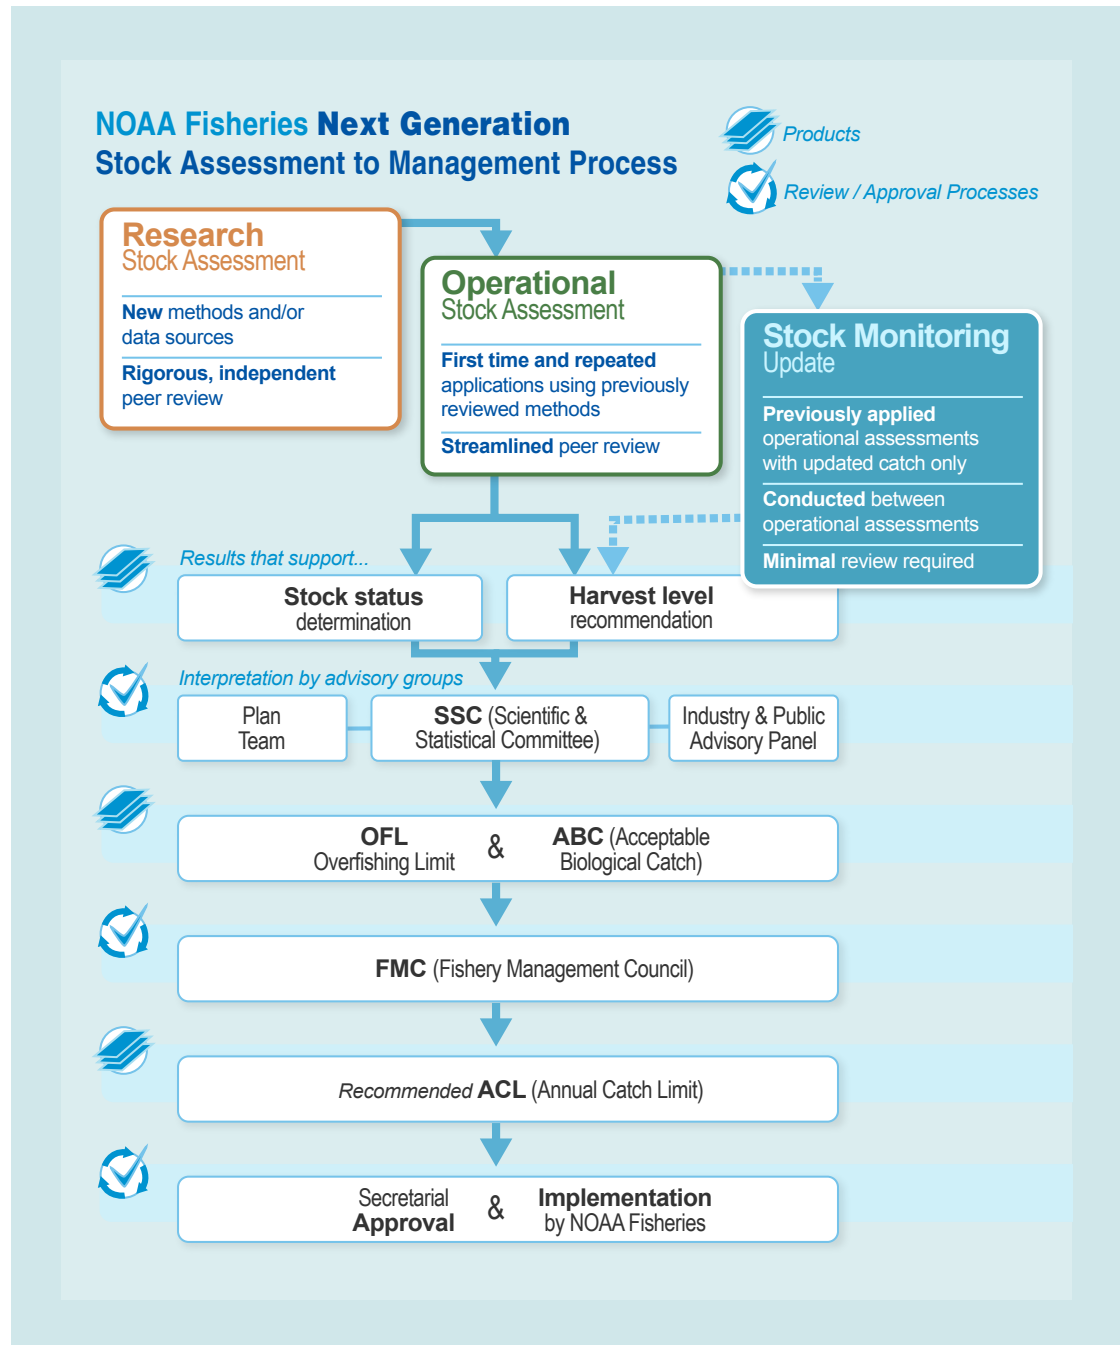 NOAA Fisheries Next Generation
Stock Assessment to Management Process
Products
Review / Approval Processes
Research
Stock Assessment
New methods and/or
data sources
Rigorous, independent
peer review
Operational
Stock Assessment
First time and repeated
applications using previously
reviewed methods
Streamlined peer review
Stock Monitoring
Update
Previously applied
operational assessments
with updated catch only
Conducted between
operational assessments
Minimal review required
Results that support...
Stock status
determination
Harvest level
recommendation
Interpretation by advisory groups
Plan
Team
SSC (Scientific &
Statistical Committee)
Industry & Public
Advisory Panel
OFL
Overfishing Limit
&
ABC (Acceptable
Biological Catch)
FMC (Fishery Management Council)
Recommended ACL (Annual Catch Limit)
Secretarial
Approval
&
Implementation
by NOAA Fisheries